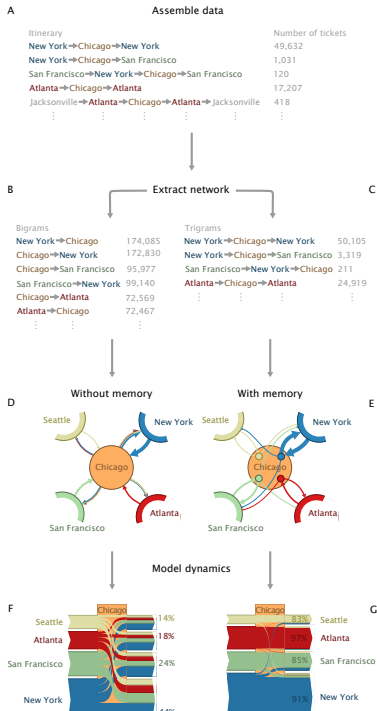 A
Assemble data
Itinerary Number of tickets
New York→Chicago→New York 49,632
New York→Chicago→San Francisco 1,031
San Francisco→New York→Chicago→San Francisco 120
Atlanta→Chicago→Atlanta 17,207
Jacksonville→Atlanta→Chicago→Atlanta→Jacksonville 418
B Extract network C
Bigrams
New York→Chicago 174,085
Chicago→New York 172,830
Chicago→San Francisco 95,977
San Francisco→New York 99,140
Chicago→Atlanta 72,569
Atlanta→Chicago 72,467
Trigrams
New York→Chicago→New York 50,105
New York→Chicago→San Francisco 3,319
San Francisco→New York→Chicago 211
Atlanta→Chicago→Atlanta 24,919
Without memory
D
Seattle
New York
Chicago
San Francisco
Atlanta
With memory
E
Seattle
New York
Chicago
San Francisco
Atlanta
Model dynamics
F
Chicago
Seattle 14%
Atlanta 18%
San Francisco 24%
New York 44%
G
Chicago
83% Seattle
97% Atlanta
85% San Francisco
91% New York